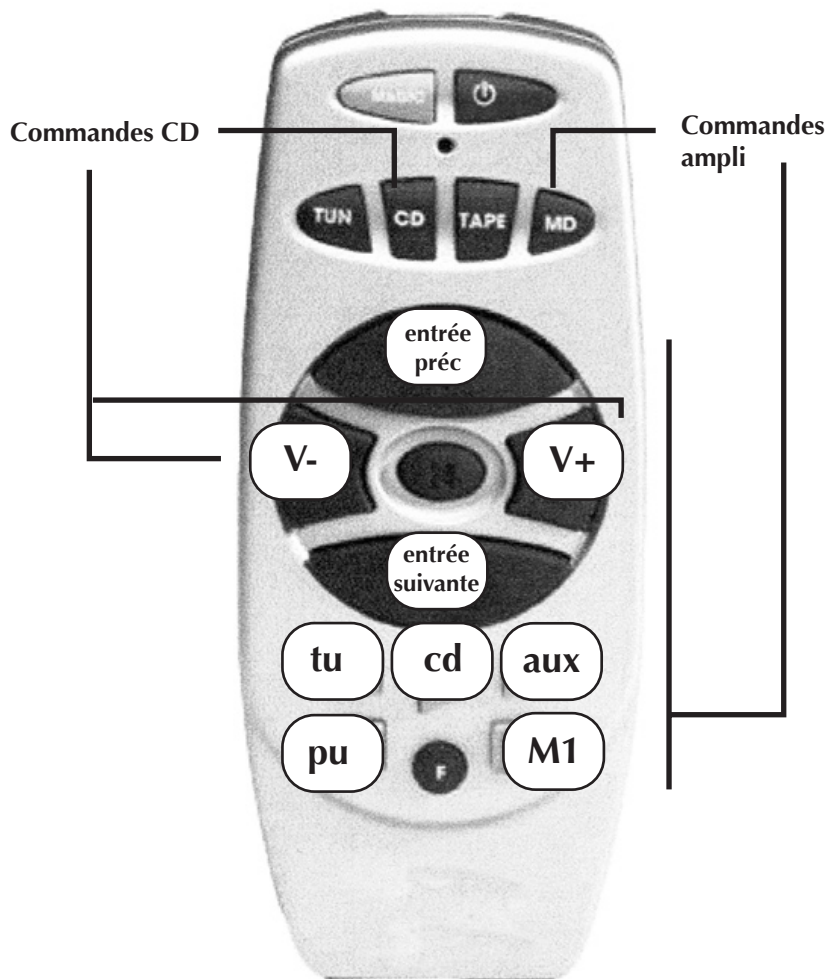 MAGIC
Commandes CD
Commandes
ampli
TUN
CD
TAPE
MD
entrée
préc
V-
V+
entrée
suivante
tu
cd
aux
pu
F
M1